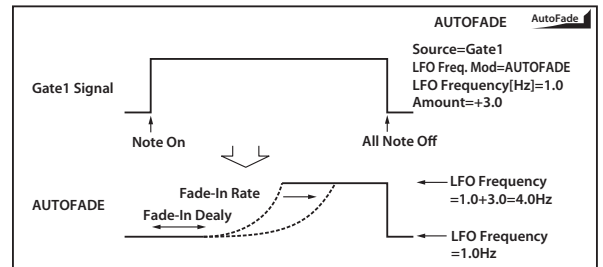 AUTOFADE AutoFade
Source=Gate1
LFO Freq. Mod=AUTOFADE
LFO Frequency[Hz]=1.0
Amount=+3.0
Gate1 Signal
Note On
All Note Off
AUTOFADE
Fade-In Rate
Fade-In Dealy
LFO Frequency
=1.0+3.0=4.0Hz
LFO Frequency
=1.0Hz